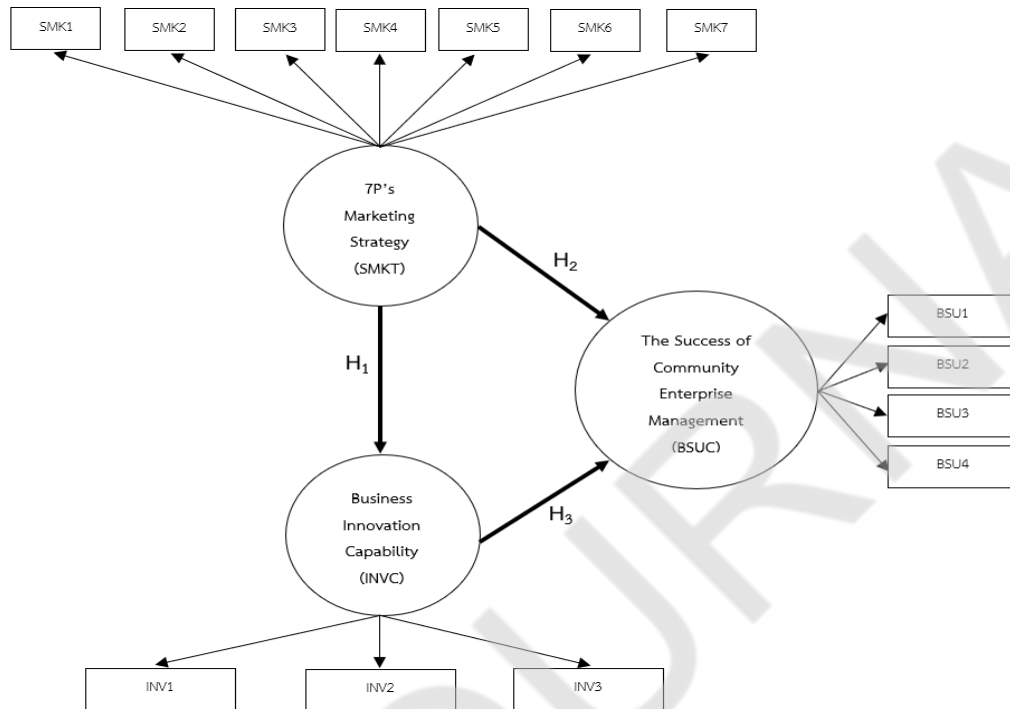 SMK1 SMK2 SMK3 SMK4 SMK5 SMK6 SMK7
7P's
Marketing
Strategy
(SMKT)
H₂
H₁
The Success of
Community
Enterprise
Management
(BSUC)
BSU1
BSU2
BSU3
BSU4
Business
Innovation
Capability
(INVC)
H₃
INV1 INV2 INV3